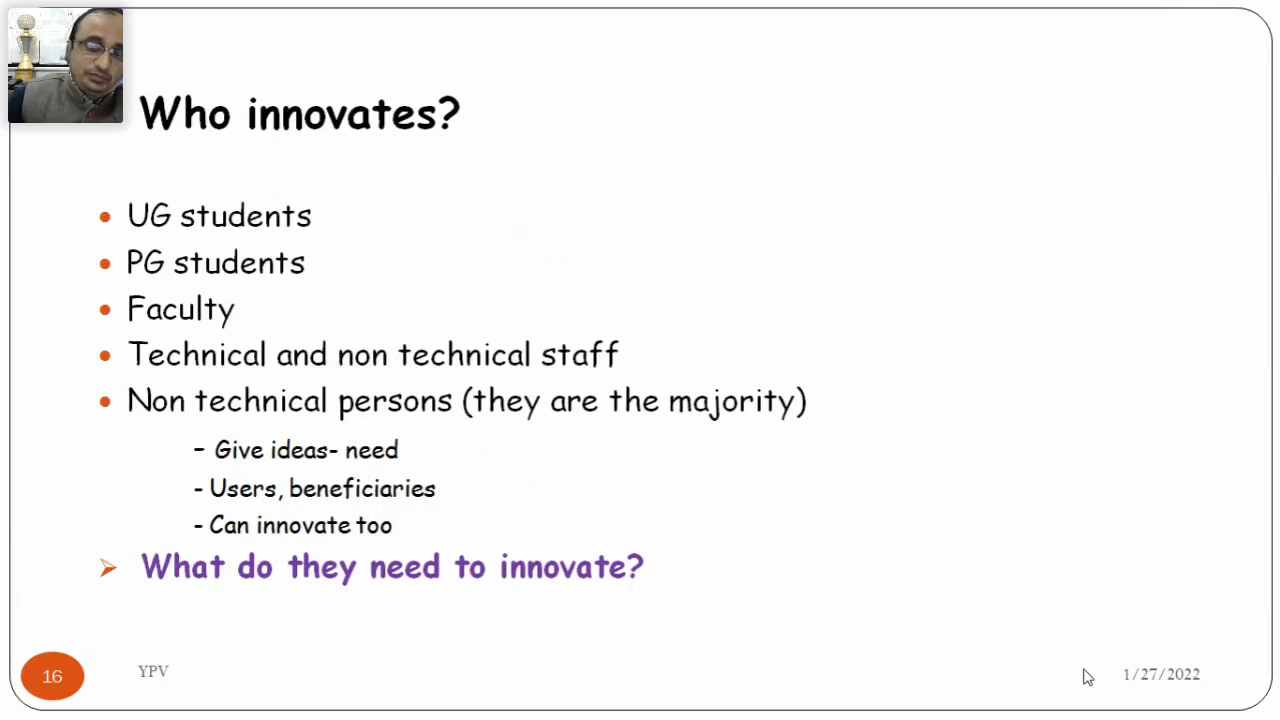 Who innovates?
• UG students
• PG students
• Faculty
• Technical and non technical staff
• Non technical persons (they are the majority)
- Give ideas- need
- Users, beneficiaries
- Can innovate too
➢ What do they need to innovate?
16 YPV 1/27/2022